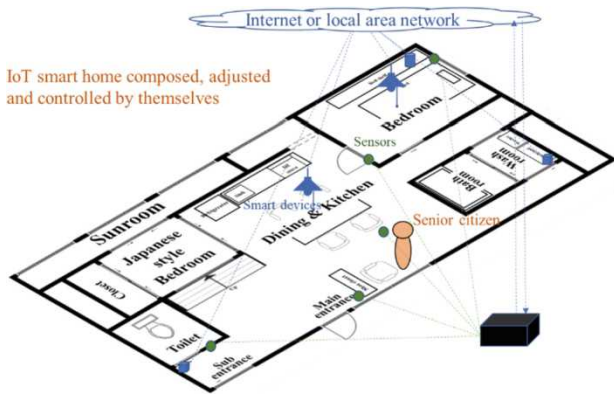 Internet or local area network
IoT smart home composed, adjusted
and controlled by themselves
Bedroom
Sensors
Wash
room
Bath
room
Smart devices
Dining & Kitchen
Senior citizen
Sunroom
Japanese
style
Bedroom
Closet
Main
entrance
Toilet
Sub
entrance